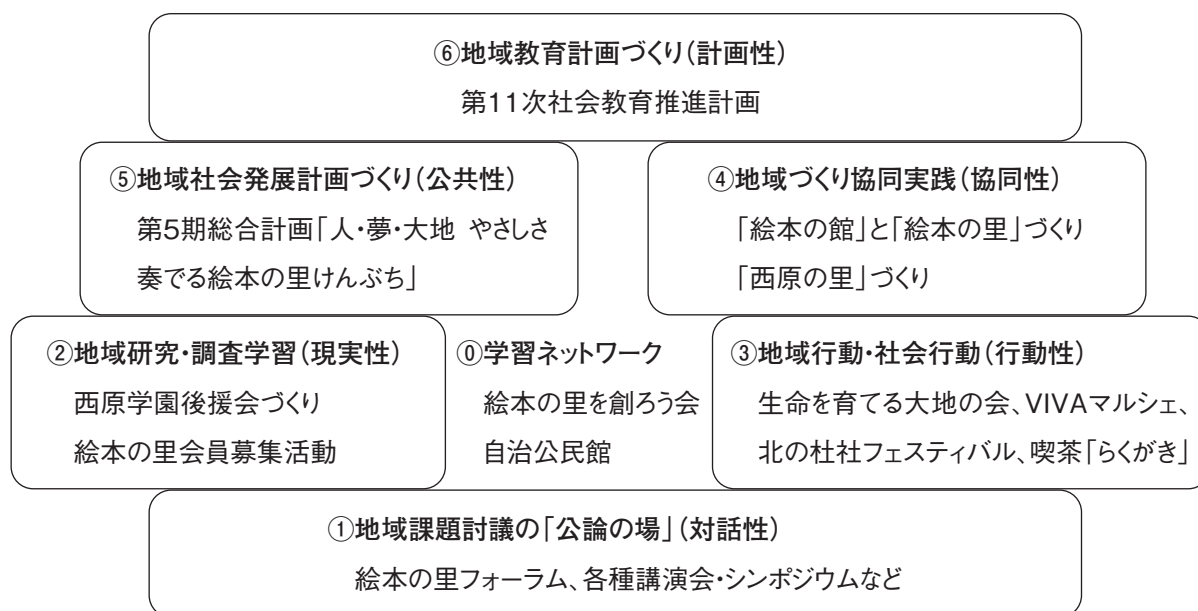 ⑥地域教育計画づくり(計画性)
第11次社会教育推進計画
⑤地域社会発展計画づくり(公共性)
第5期総合計画「人・夢・大地 やさしさ
奏でる絵本の里けんぶち」
④地域づくり協同実践(協同性)
「絵本の館」と「絵本の里」づくり
「西原の里」づくり
②地域研究・調査学習(現実性)
西原学園後援会づくり
絵本の里会員募集活動
⓪学習ネットワーク
絵本の里を創ろう会
自治公民館
③地域行動・社会行動(行動性)
生命を育てる大地の会、VIVAマルシェ、
北の杜社フェスティバル、喫茶「らくがき」
①地域課題討議の「公論の場」(対話性)
絵本の里フォーラム、各種講演会・シンポジウムなど